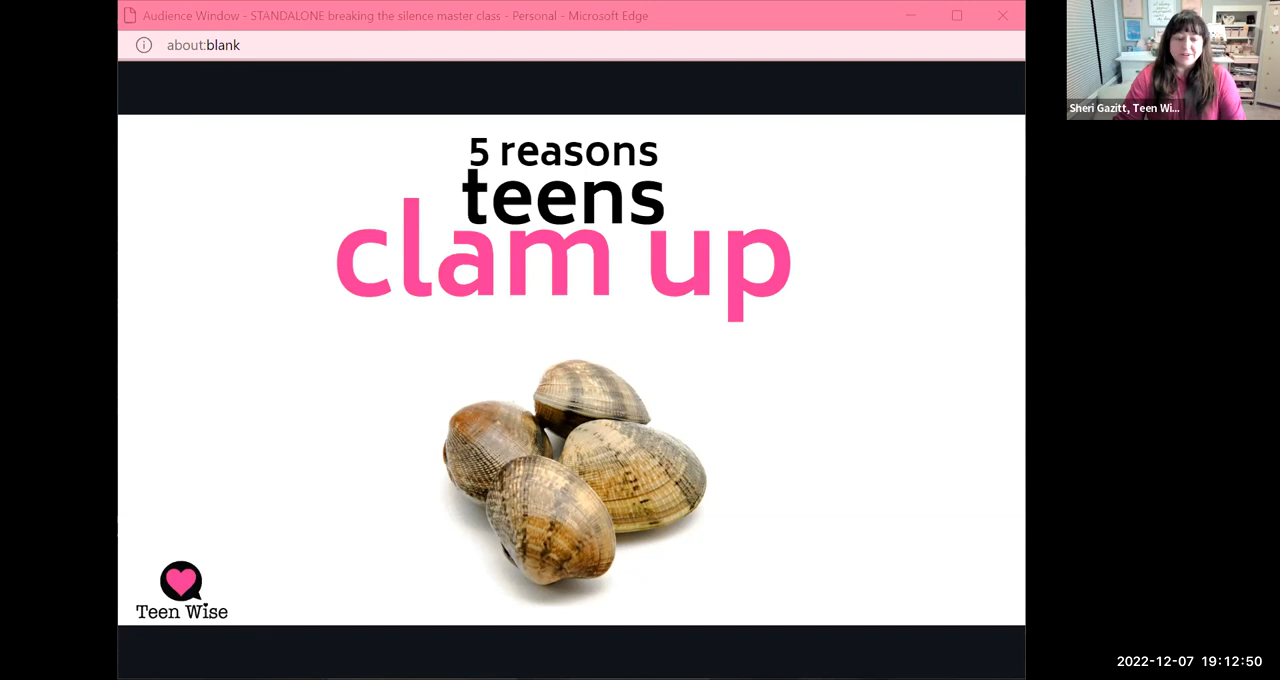 Audience Window - STANDALONE breaking the silence master class - Personal - Microsoft Edge
about:blank
5 reasons
teens
clam up
Teen Wise
Sheri Gazitt, Teen Wi...
2022-12-07 19:12:50